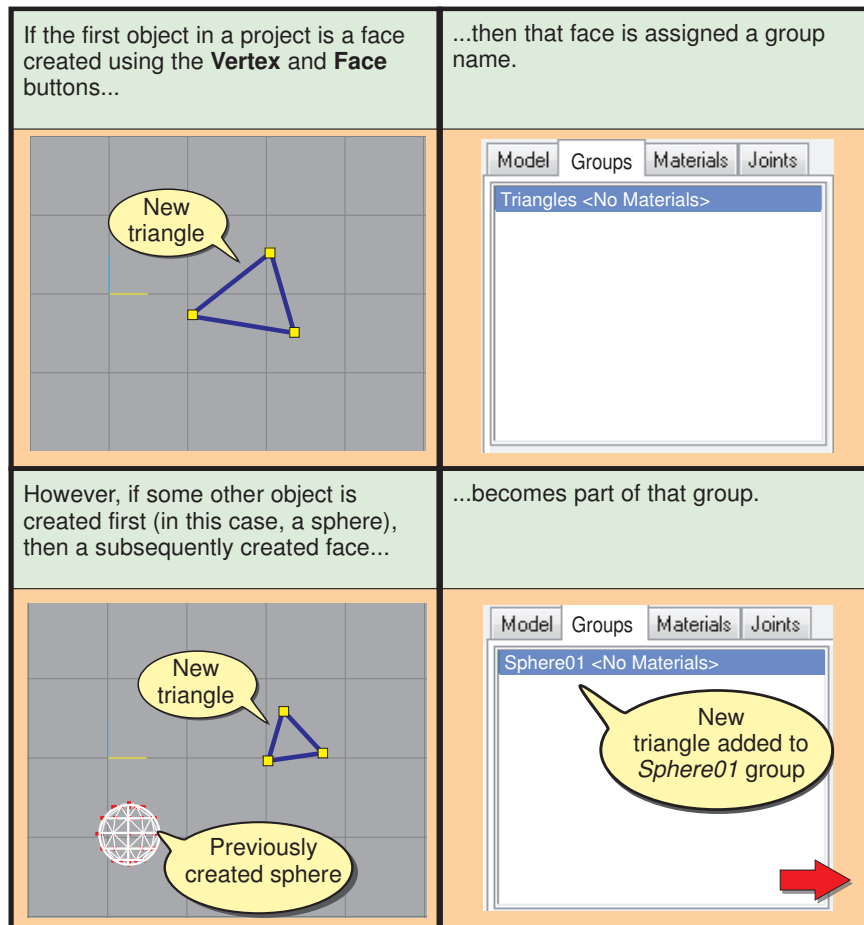 If the first object in a project is a face
created using the Vertex and Face
buttons...
...then that face is assigned a group
name.
New
triangle
Model Groups Materials Joints
Triangles <No Materials>
However, if some other object is
created first (in this case, a sphere),
then a subsequently created face...
...becomes part of that group.
New
triangle
Previously
created sphere
Model Groups Materials Joints
Sphere01 <No Materials>
New
triangle added to
Sphere01 group